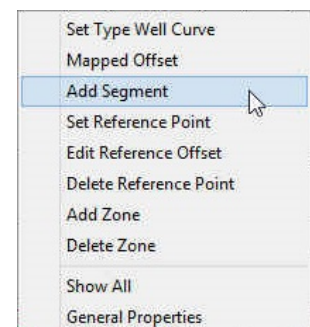 Set Type Well Curve
Mapped Offset
Add Segment
Set Reference Point
Edit Reference Offset
Delete Reference Point
Add Zone
Delete Zone
Show All
General Properties